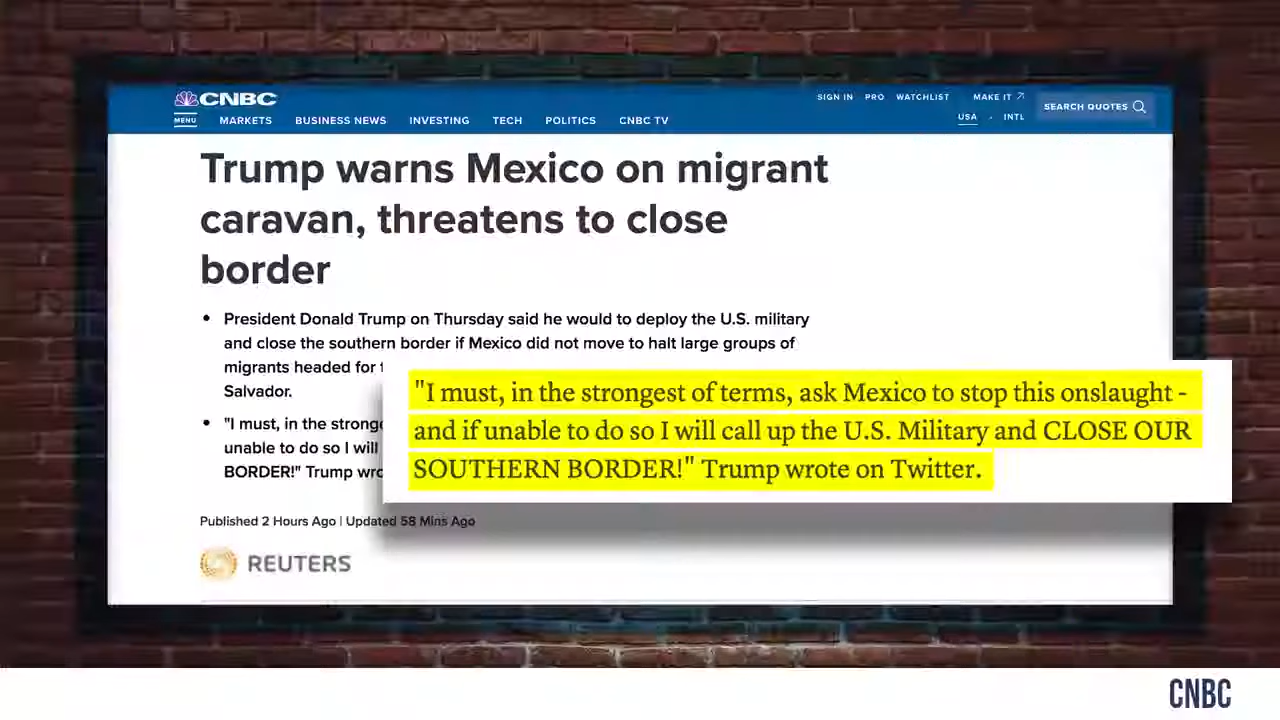 CNBC
SIGN IN PRO WATCHLIST MAKE IT
SEARCH QUOTES
MENU MARKETS BUSINESS NEWS INVESTING TECH POLITICS CNBC TV
USA · INTL
Trump warns Mexico on migrant
caravan, threatens to close
border
• President Donald Trump on Thursday said he would to deploy the U.S. military
and close the southern border if Mexico did not move to halt large groups of
migrants headed for
Salvador.
• "I must, in the stronge
unable to do so I will
BORDER!" Trump wro
"I must, in the strongest of terms, ask Mexico to stop this onslaught -
and if unable to do so I will call up the U.S. Military and CLOSE OUR
SOUTHERN BORDER!" Trump wrote on Twitter.
Published 2 Hours Ago | Updated 58 Mins Ago
REUTERS
CNBC